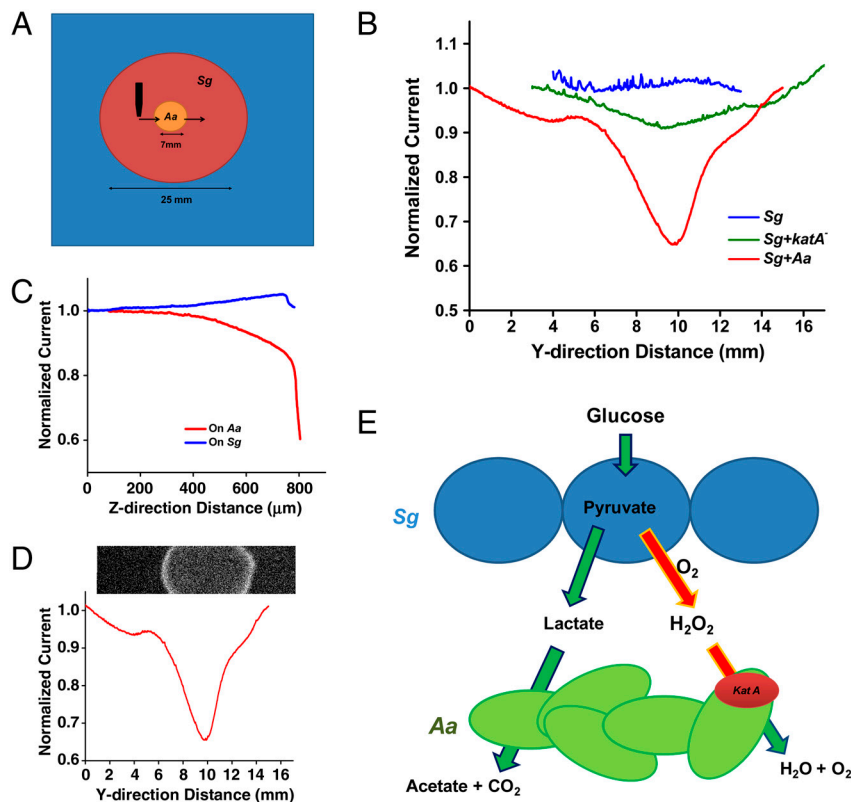 A
Sg
Aa
7mm
25 mm
B
Normalized Current
1.1
1.0
0.9
0.8
0.7
0.6
0.5
0 2 4 6 8 10 12 14 16
Y-direction Distance (mm)
Sg
Sg+katA-
Sg+Aa
C
Normalized Current
1.0
0.8
0.6
0 200 400 600 800
Z-direction Distance (μm)
On Aa
On Sg
D
Normalized Current
1.0
0.9
0.8
0.7
0.6
0 2 4 6 8 10 12 14 16
Y-direction Distance (mm)
E
Glucose
Sg
Pyruvate
O₂
Lactate
H₂O₂
Kat A
Aa
Acetate + CO₂
H₂O + O₂